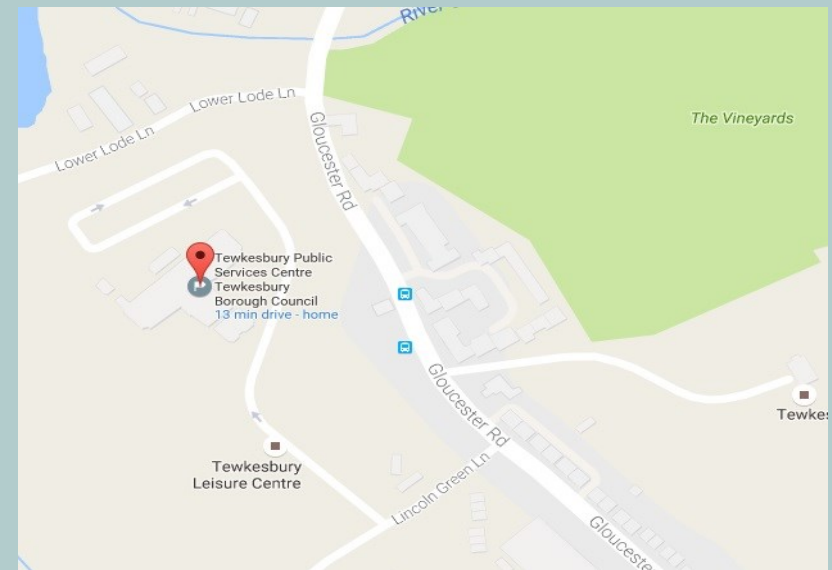 River
Lower Lode Ln
The Vineyards
Gloucester Rd
Lower Lode Ln
Tewkesbury Public
Services Centre
Tewkesbury
Borough Council
13 min drive - home
Gloucester Rd
Tewkes
Tewkesbury
Leisure Centre
Lincoln Green Ln
Gloucester